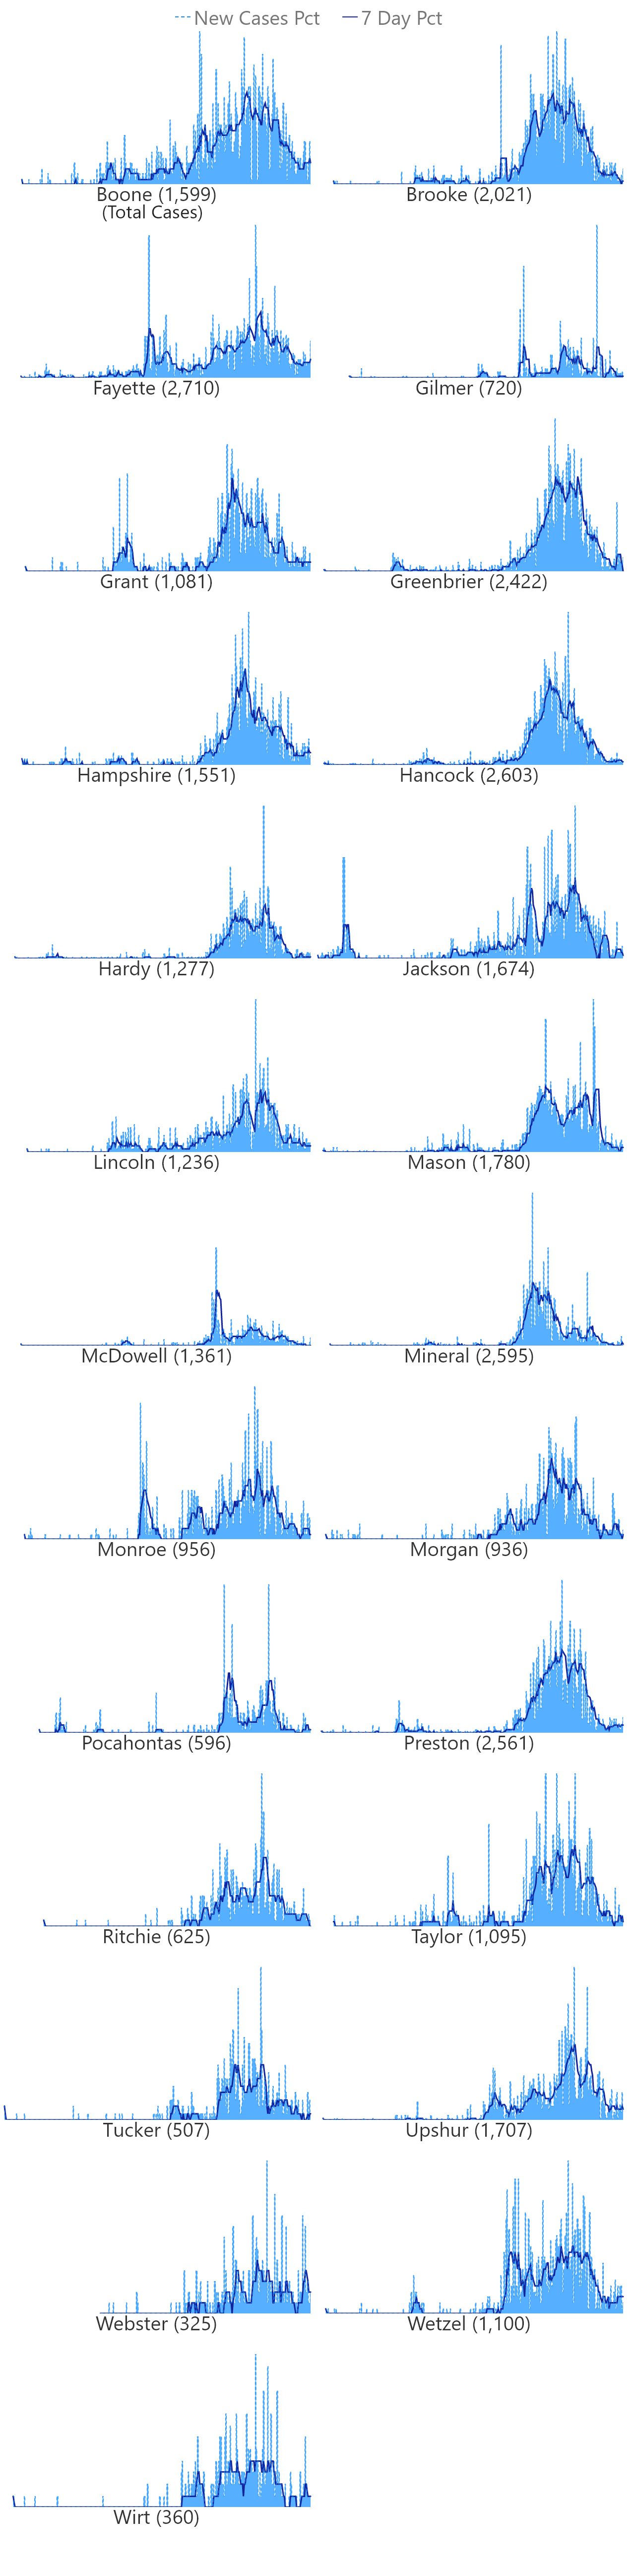 New Cases Pct 7 Day Pct
Boone (1,599) Brooke (2,021)
(Total Cases)
Fayette (2,710) Gilmer (720)
Grant (1,081) Greenbrier (2,422)
Hampshire (1,551) Hancock (2,603)
Hardy (1,277) Jackson (1,674)
Lincoln (1,236) Mason (1,780)
McDowell (1,361) Mineral (2,595)
Monroe (956) Morgan (936)
Pocahontas (596) Preston (2,561)
Ritchie (625) Taylor (1,095)
Tucker (507) Upshur (1,707)
Webster (325) Wetzel (1,100)
Wirt (360)